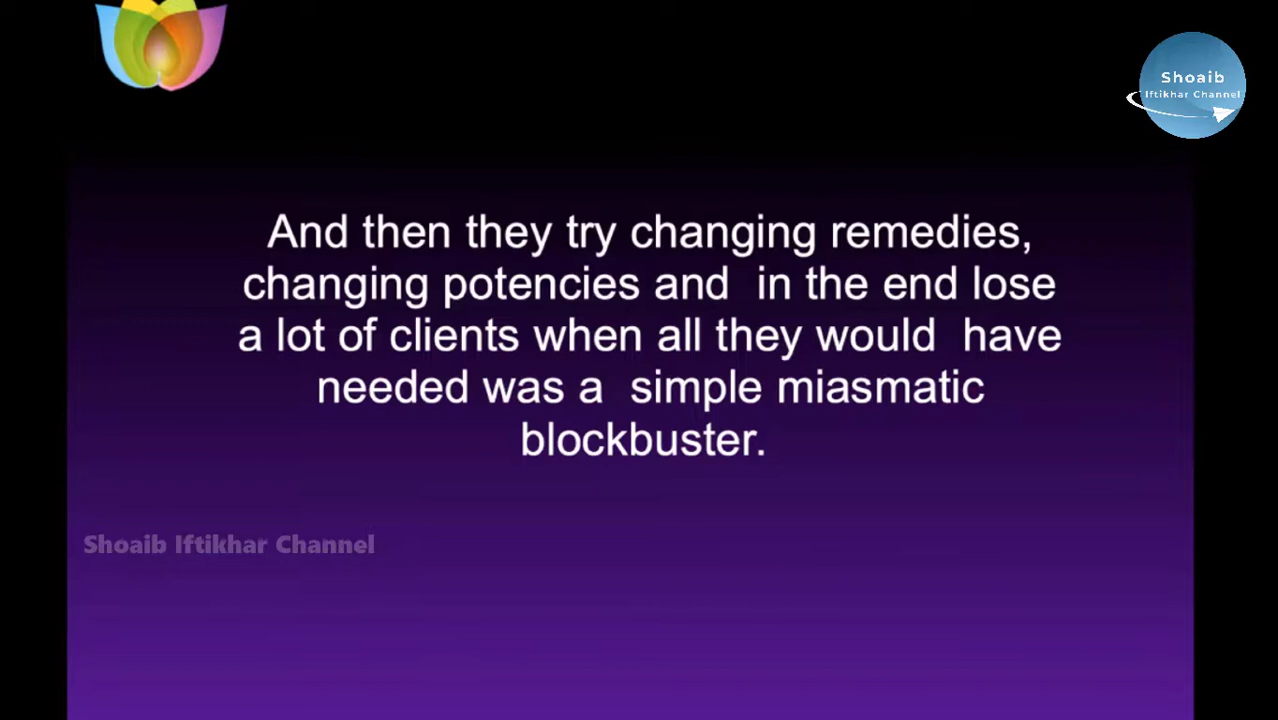 Shoaib
Iftikhar Channel
And then they try changing remedies,
changing potencies and in the end lose
a lot of clients when all they would have
needed was a simple miasmatic
blockbuster.
Shoaib Iftikhar Channel